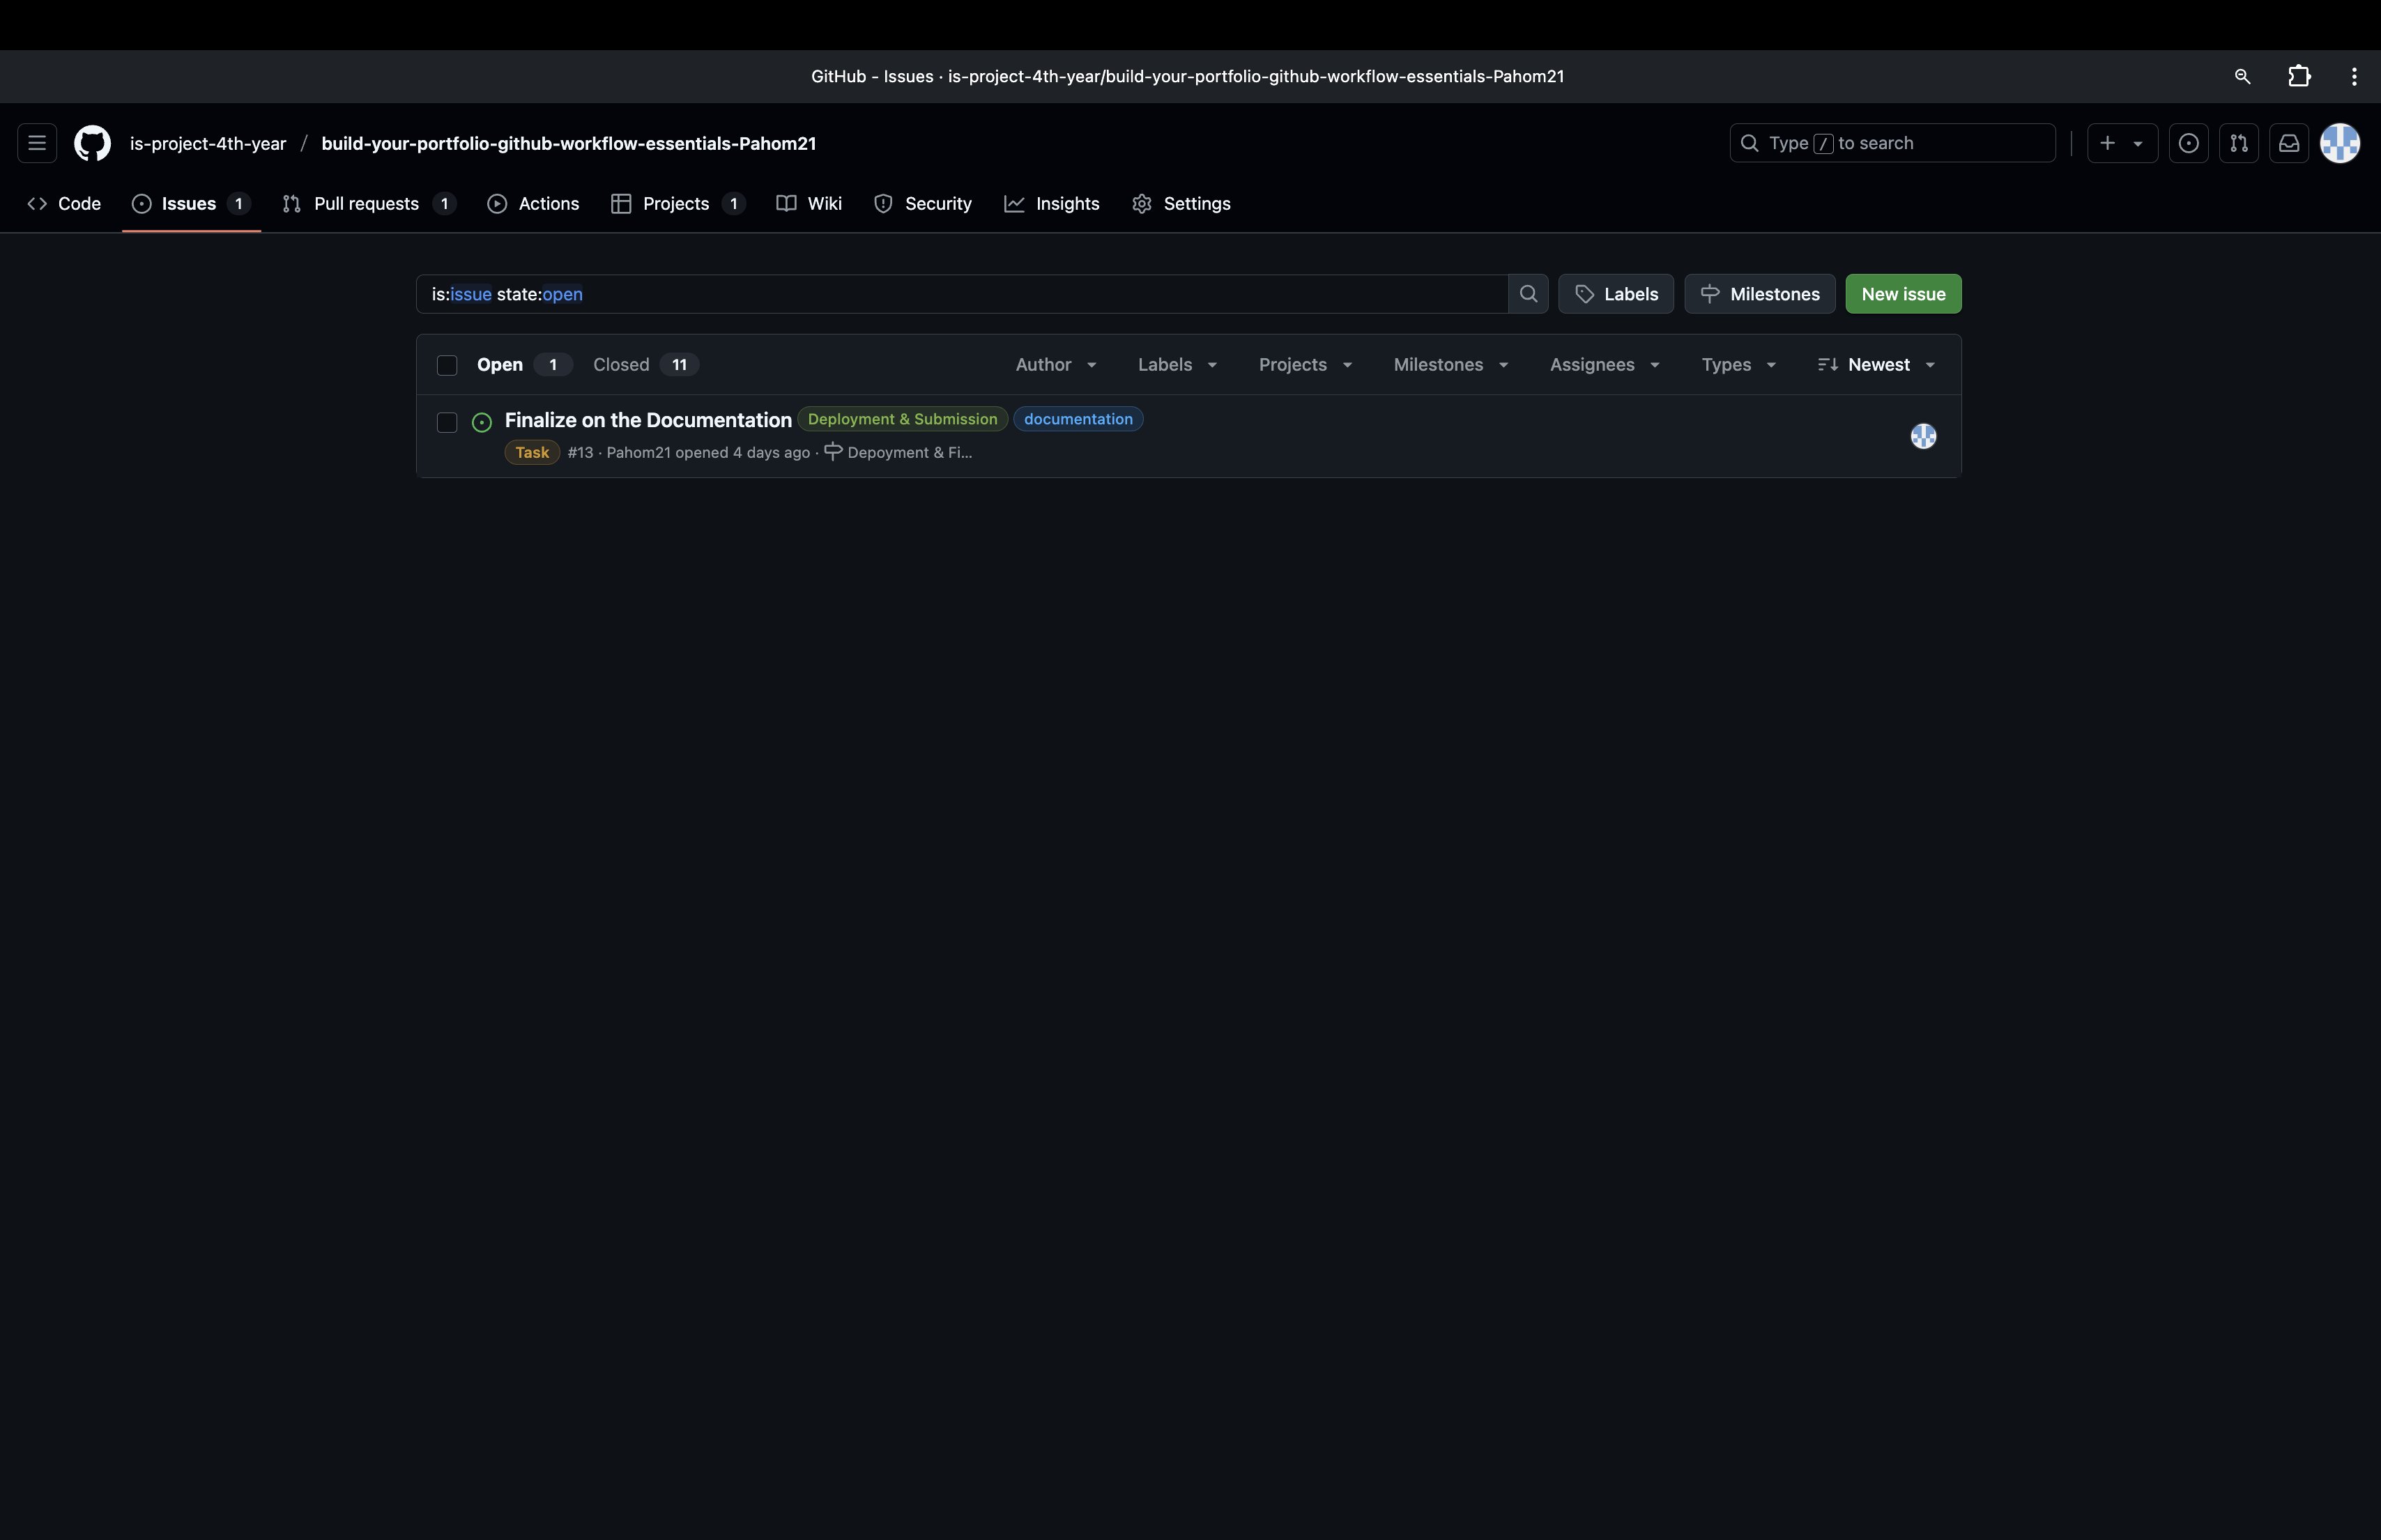 GitHub - Issues · is-project-4th-year/build-your-portfolio-github-workflow-essentials-Pahom21
is-project-4th-year / build-your-portfolio-github-workflow-essentials-Pahom21
Type / to search
Code Issues 1 Pull requests 1 Actions Projects 1 Wiki Security Insights Settings
is:issue state:open Labels Milestones New issue
Open 1 Closed 11 Author Labels Projects Milestones Assignees Types Newest
Finalize on the Documentation Deployment & Submission documentation
Task #13 · Pahom21 opened 4 days ago · Depoyment & Fi...